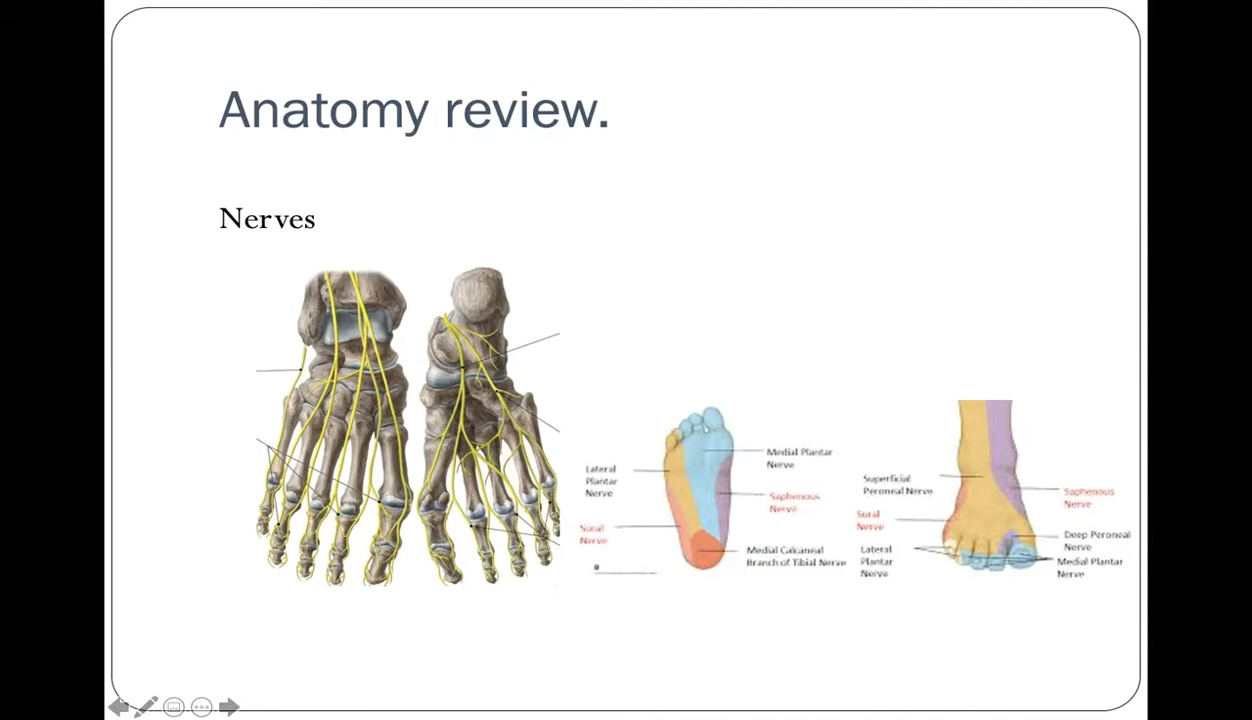 Anatomy review.
Nerves
Lateral
Plantar
Nerve
Sural
Nerve
Medial Plantar
Nerve
Saphenous
Nerve
Medial Calcaneal
Branch of Tibial Nerve
Superficial
Peroneal Nerve
Sural
Nerve
Lateral
Plantar
Nerve
Saphenous
Nerve
Deep Peroneal
Nerve
Medial Plantar
Nerve